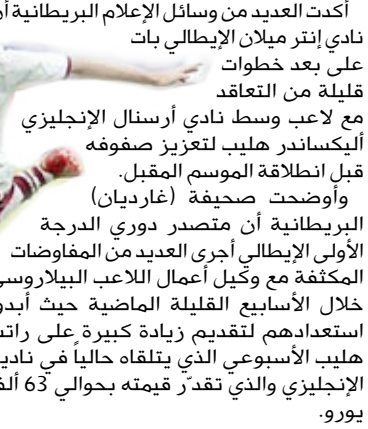 أكدت العديد من وسائل الإعلام البريطانية أن
نادي إنتر ميلان الإيطالي بات
على بعد خطوات
قليلة من التعاقد
مع لاعب وسط نادي أرسنال الإنجليزي
أليكساندر هليب لتعزيز صفوفه
قبل انطلاقة الموسم المقبل.
وأوضحت صحيفة (غارديان)
البريطانية أن متصدر دوري الدرجة
الأولى الإيطالي أجرى العديد من المفاوضات
المكثفة مع وكيل أعمال اللاعب البيلاروسي
خلال الأسابيع القليلة الماضية حيث أبدوا
استعدادهم لتقديم زيادة كبيرة على راتب
هليب الأسبوعي الذي يتلقاه حالياً في ناديه
الإنجليزي والذي تقدّر قيمته بحوالي 63 ألف
يورو.